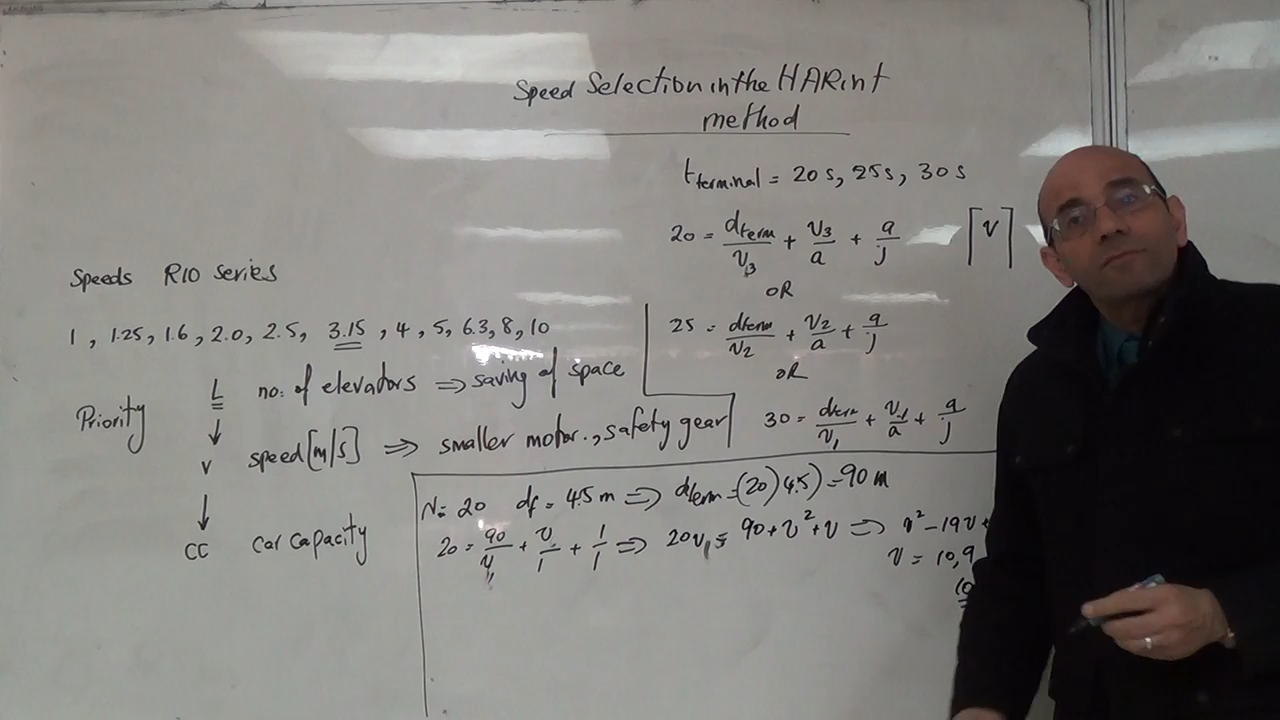 Speed Selection in the HARint
method
t terminal = 20 s, 25 s, 30 s
20 = dterm/v3 + v3/a + a/j ⌈v⌉
OR
25 = dterm/v2 + v2/a + a/j
OR
30 = dterm/v1 + v1/a + a/j
Speeds R10 series
1, 1.25, 1.6, 2.0, 2.5, 3.15, 4, 5, 6.3, 8, 10
Priority
L no. of elevators ⇒ saving of space
↓
v speed [m/s] ⇒ smaller motor., safety gear
↓
CC Car capacity
N = 20 df = 4.5 m ⇒ dterm = (20)(4.5) = 90 m
20 = 90/v1 + v/1 + 1/1 ⇒ 20v1 = 90 + v² + v ⇒ v² - 19v +
v = 10,9
10